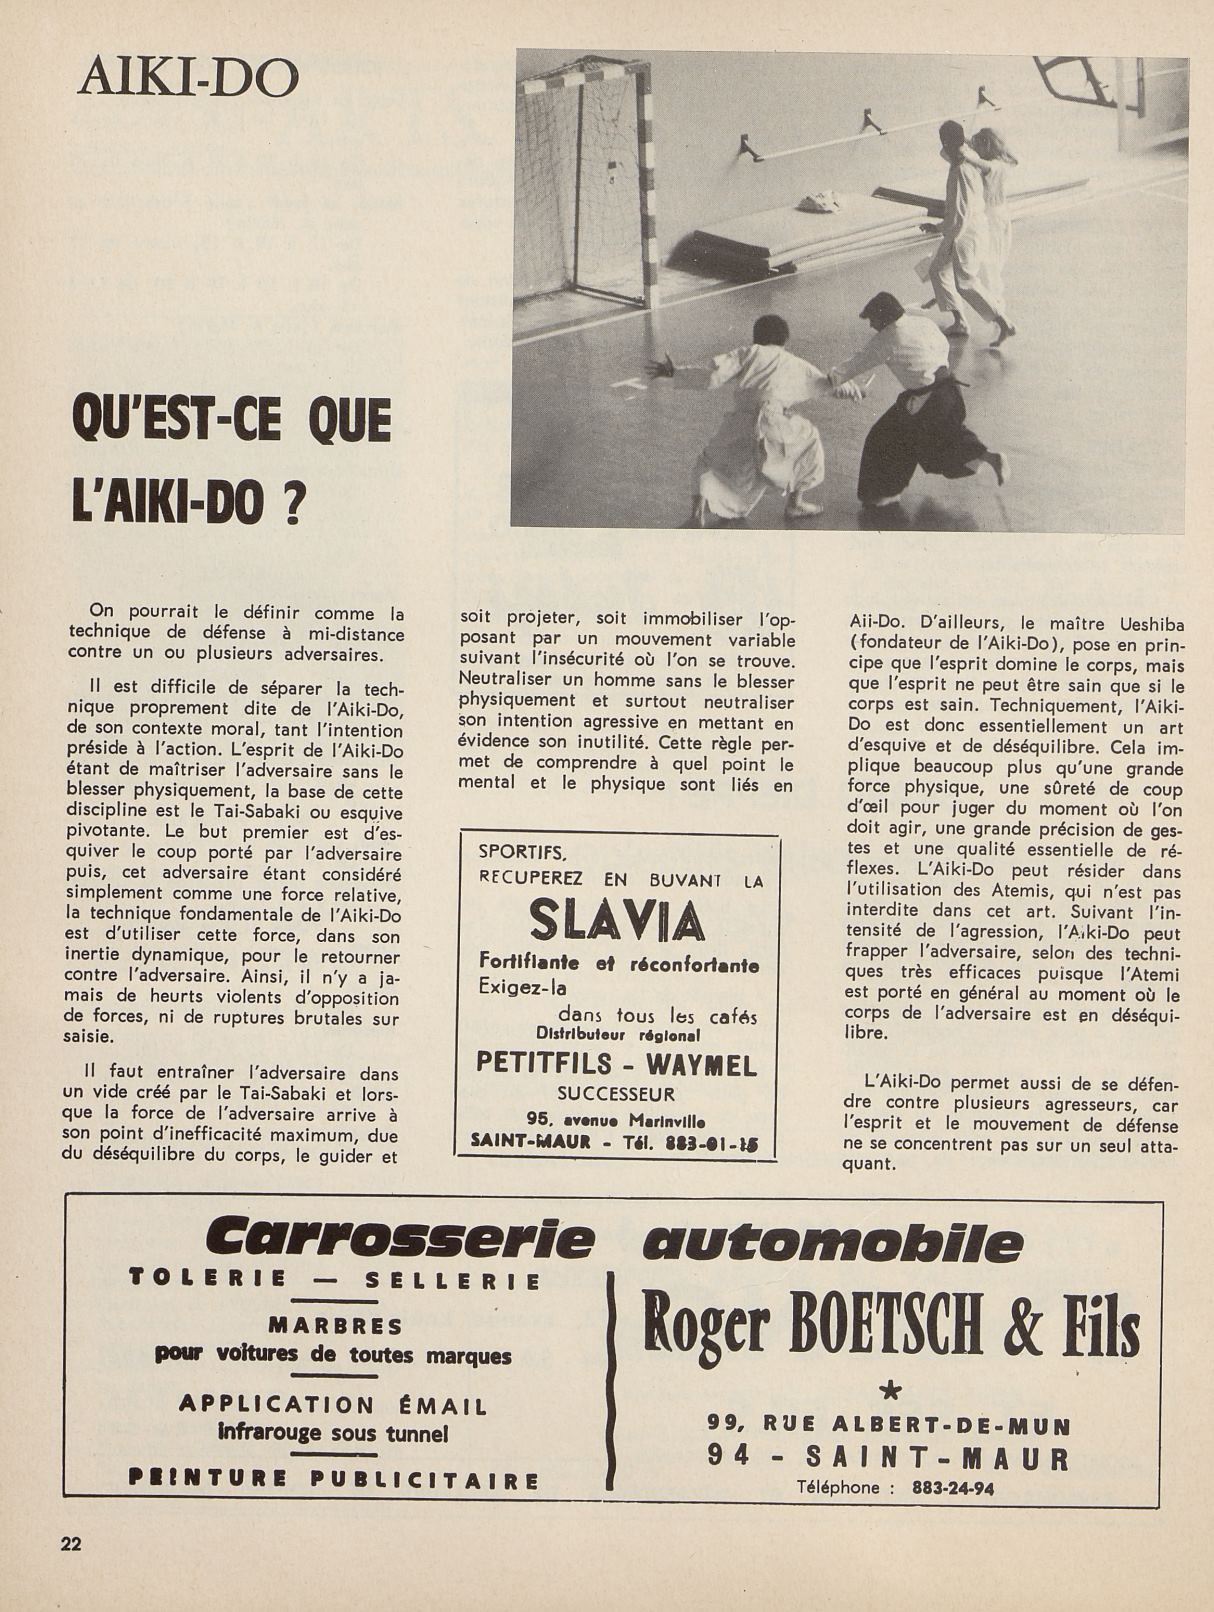 AIKI-DO
QU'EST-CE QUE
L'AIKI-DO ?
On pourrait le définir comme la
technique de défense à mi-distance
contre un ou plusieurs adversaires.
Il est difficile de séparer la tech-
nique proprement dite de l'Aiki-Do,
de son contexte moral, tant l'intention
préside à l'action. L'esprit de l'Aiki-Do
étant de maîtriser l'adversaire sans le
blesser physiquement, la base de cette
discipline est le Tai-Sabaki ou esquive
pivotante. Le but premier est d'es-
quiver le coup porté par l'adversaire
puis, cet adversaire étant considéré
simplement comme une force relative,
la technique fondamentale de l'Aiki-Do
est d'utiliser cette force, dans son
inertie dynamique, pour le retourner
contre l'adversaire. Ainsi, il n'y a ja-
mais de heurts violents d'opposition
de forces, ni de ruptures brutales sur
saisie.
Il faut entraîner l'adversaire dans
un vide créé par le Tai-Sabaki et lors-
que la force de l'adversaire arrive à
son point d'inefficacité maximum, due
du déséquilibre du corps, le guider et
soit projeter, soit immobiliser l'op-
posant par un mouvement variable
suivant l'insécurité où l'on se trouve.
Neutraliser un homme sans le blesser
physiquement et surtout neutraliser
son intention agressive en mettant en
évidence son inutilité. Cette règle per-
met de comprendre à quel point le
mental et le physique sont liés en
SPORTIFS,
RECUPEREZ EN BUVANT LA
SLAVIA
Fortifiante et réconfortante
Exigez-la
dans tous les cafés
Distributeur régional
PETITFILS - WAYMEL
SUCCESSEUR
95, avenue Marinville
SAINT-MAUR - Tél. 883-01-15
Aii-Do. D'ailleurs, le maître Ueshiba
(fondateur de l'Aiki-Do), pose en prin-
cipe que l'esprit domine le corps, mais
que l'esprit ne peut être sain que si le
corps est sain. Techniquement, l'Aiki-
Do est donc essentiellement un art
d'esquive et de déséquilibre. Cela im-
plique beaucoup plus qu'une grande
force physique, une sûreté de coup
d'œil pour juger du moment où l'on
doit agir, une grande précision de ges-
tes et une qualité essentielle de ré-
flexes. L'Aiki-Do peut résider dans
l'utilisation des Atemis, qui n'est pas
interdite dans cet art. Suivant l'in-
tensité de l'agression, l'Aiki-Do peut
frapper l'adversaire, selon des techni-
ques très efficaces puisque l'Atemi
est porté en général au moment où le
corps de l'adversaire est en déséqui-
libre.
L'Aiki-Do permet aussi de se défen-
dre contre plusieurs agresseurs, car
l'esprit et le mouvement de défense
ne se concentrent pas sur un seul atta-
quant.
Carrosserie automobile
TOLERIE — SELLERIE
MARBRES
pour voitures de toutes marques
APPLICATION ÉMAIL
infrarouge sous tunnel
PEINTURE PUBLICITAIRE
Roger BOETSCH & Fils
★
99, RUE ALBERT-DE-MUN
94 - SAINT-MAUR
Téléphone : 883-24-94
22